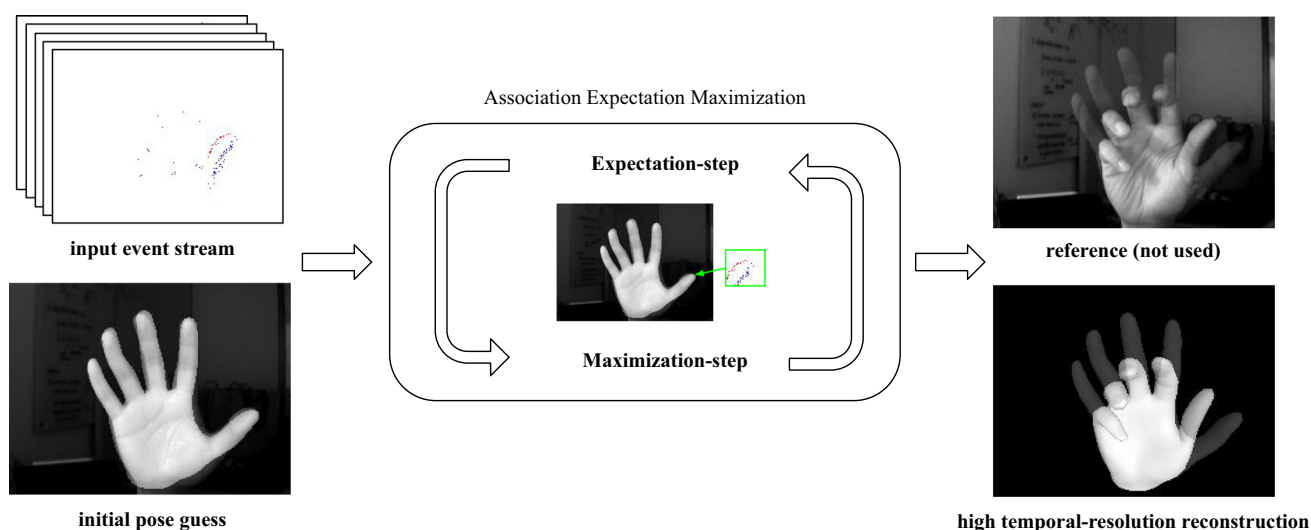 Association Expectation Maximization
Expectation-step
Maximization-step
input event stream
initial pose guess
reference (not used)
high temporal-resolution reconstruction